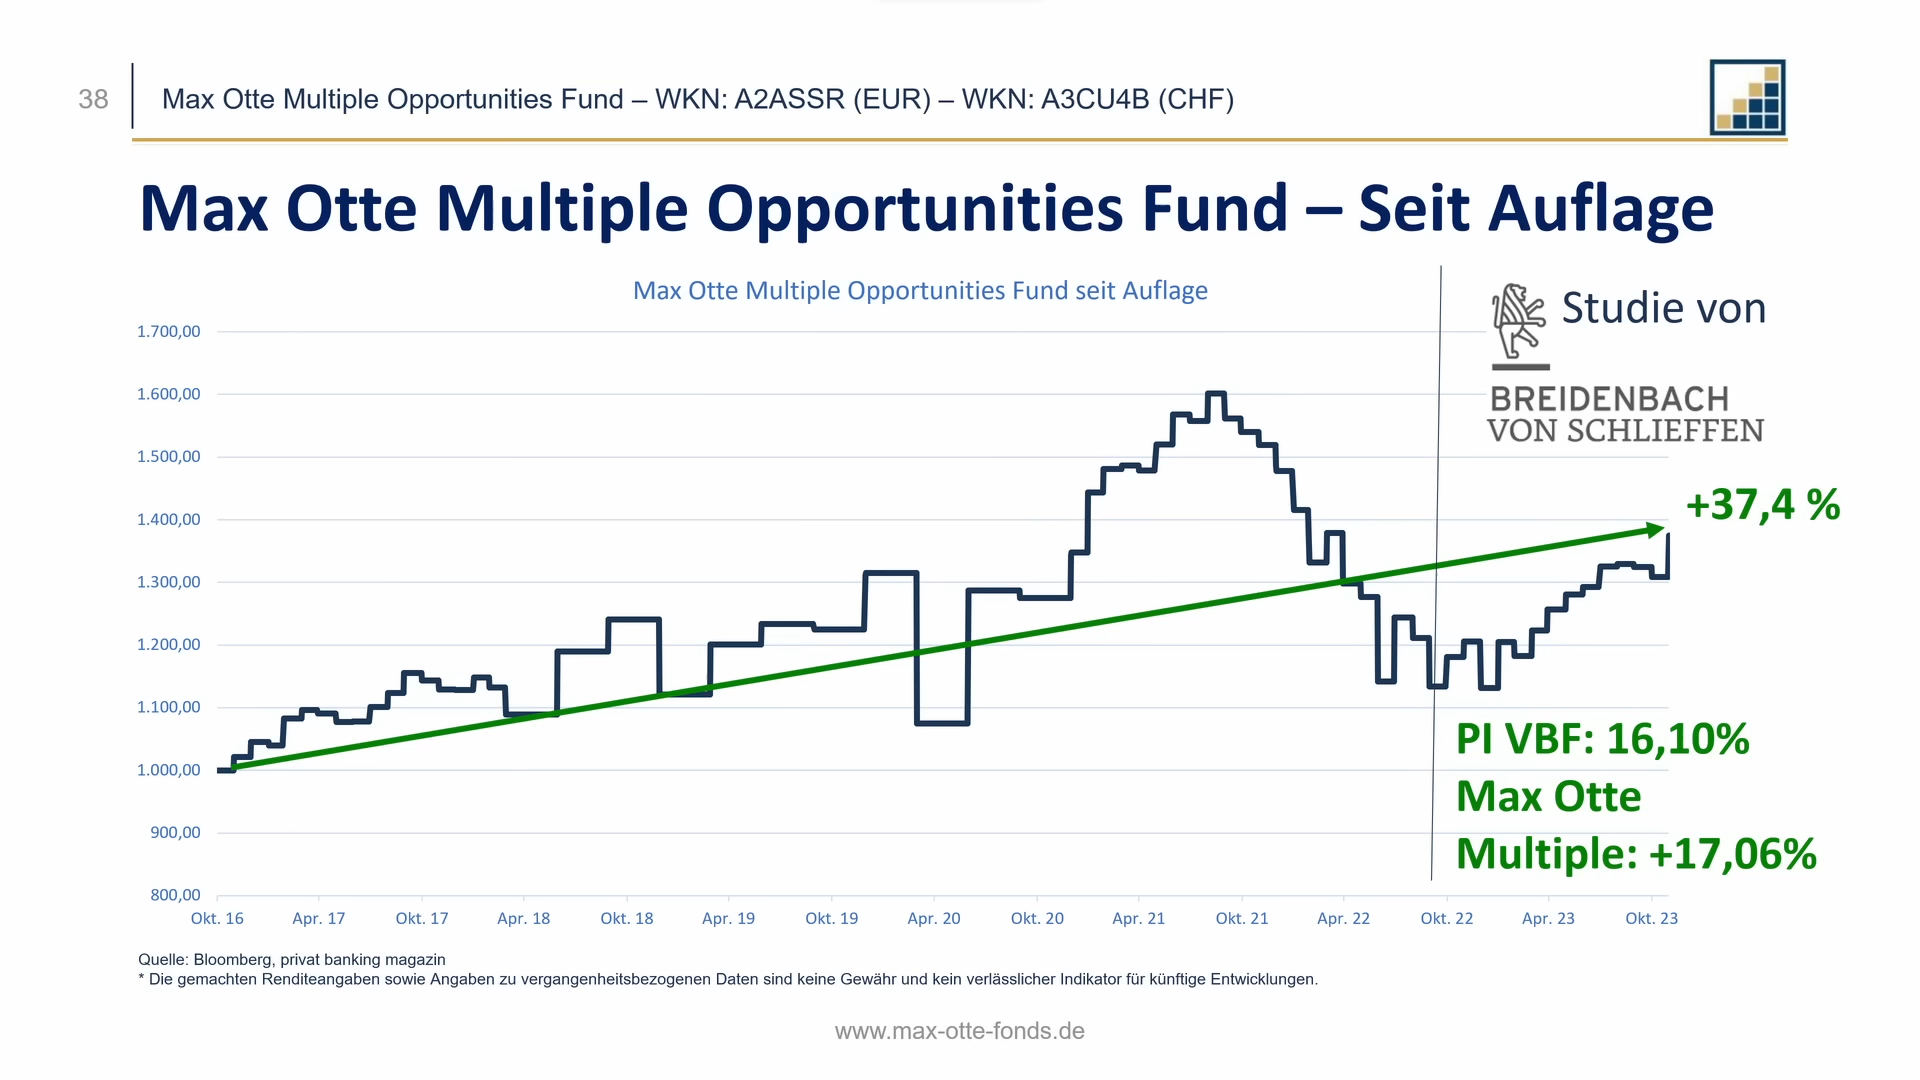 38
Max Otte Multiple Opportunities Fund – WKN: A2ASSR (EUR) – WKN: A3CU4B (CHF)
Max Otte Multiple Opportunities Fund – Seit Auflage
Max Otte Multiple Opportunities Fund seit Auflage
Studie von
BREIDENBACH
VON SCHLIEFFEN
1.700,00
1.600,00
1.500,00
1.400,00
1.300,00
1.200,00
1.100,00
1.000,00
900,00
800,00
+37,4 %
PI VBF: 16,10%
Max Otte
Multiple: +17,06%
Okt. 16 Apr. 17 Okt. 17 Apr. 18 Okt. 18 Apr. 19 Okt. 19 Apr. 20 Okt. 20 Apr. 21 Okt. 21 Apr. 22 Okt. 22 Apr. 23 Okt. 23
Quelle: Bloomberg, privat banking magazin
* Die gemachten Renditeangaben sowie Angaben zu vergangenheitsbezogenen Daten sind keine Gewähr und kein verlässlicher Indikator für künftige Entwicklungen.
www.max-otte-fonds.de